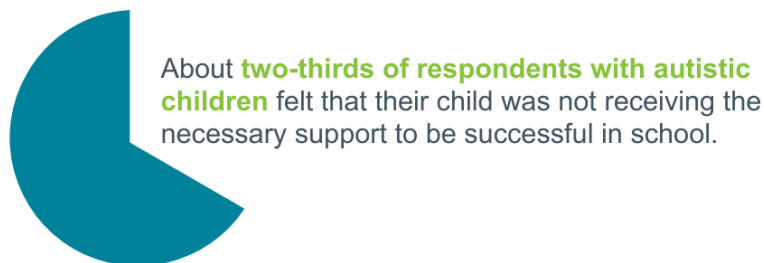 About two-thirds of respondents with autistic
children felt that their child was not receiving the
necessary support to be successful in school.